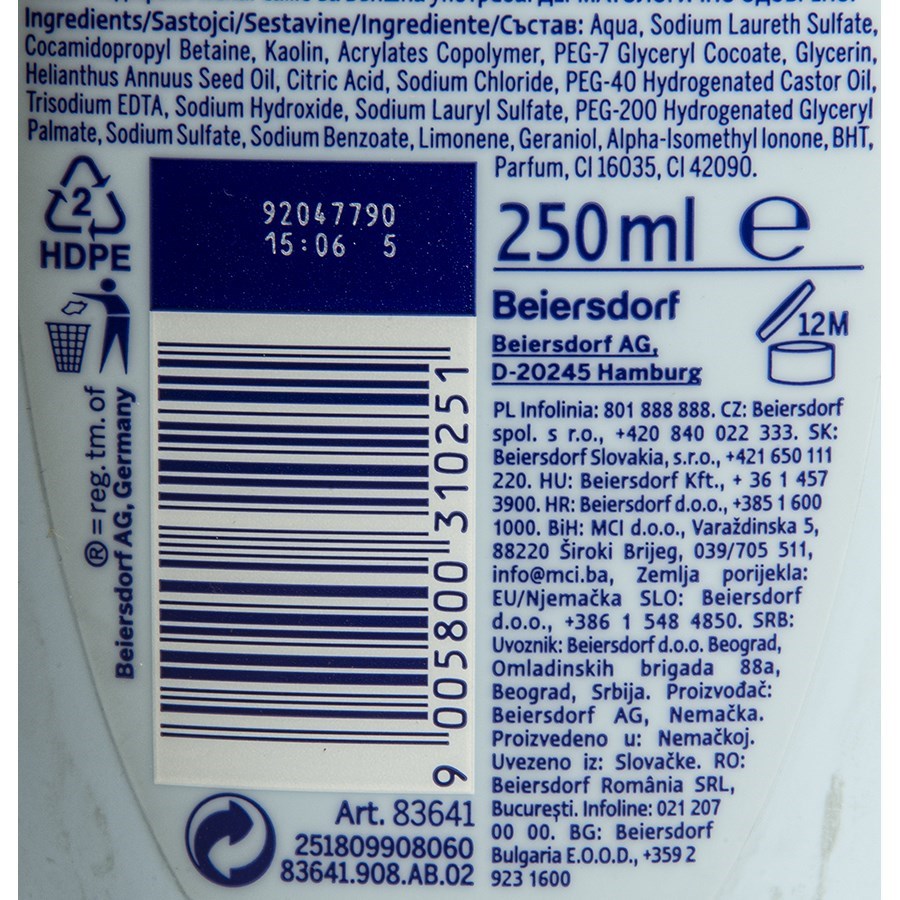 Ingredients/Sastojci/Sestavine/Ingrediente/Състав: Aqua, Sodium Laureth Sulfate,
Cocamidopropyl Betaine, Kaolin, Acrylates Copolymer, PEG-7 Glyceryl Cocoate, Glycerin,
Helianthus Annuus Seed Oil, Citric Acid, Sodium Chloride, PEG-40 Hydrogenated Castor Oil,
Trisodium EDTA, Sodium Hydroxide, Sodium Lauryl Sulfate, PEG-200 Hydrogenated Glyceryl
Palmate, Sodium Sulfate, Sodium Benzoate, Limonene, Geraniol, Alpha-Isomethyl Ionone, BHT,
Parfum, CI 16035, CI 42090.
2
HDPE
92047790
15:06 5
250 ml e
Beiersdorf
Beiersdorf AG,
D-20245 Hamburg
12M
® = reg. tm. of
Beiersdorf AG, Germany
9 005800 310251
PL Infolinia: 801 888 888. CZ: Beiersdorf
spol. s r.o., +420 840 022 333. SK:
Beiersdorf Slovakia, s.r.o., +421 650 111
220. HU: Beiersdorf Kft., + 36 1 457
3900. HR: Beiersdorf d.o.o., +385 1 600
1000. BiH: MCI d.o.o., Varaždinska 5,
88220 Široki Brijeg, 039/705 511,
info@mci.ba, Zemlja porijekla:
EU/Njemačka SLO: Beiersdorf
d.o.o., +386 1 548 4850. SRB:
Uvoznik: Beiersdorf d.o.o. Beograd,
Omladinskih brigada 88a,
Beograd, Srbija. Proizvođač:
Beiersdorf AG, Nemačka.
Proizvedeno u: Nemačkoj.
Uvezeno iz: Slovačke. RO:
Beiersdorf România SRL,
București. Infoline: 021 207
00 00. BG: Beiersdorf
Bulgaria E.O.O.D., +359 2
923 1600
Art. 83641
251809908060
83641.908.AB.02